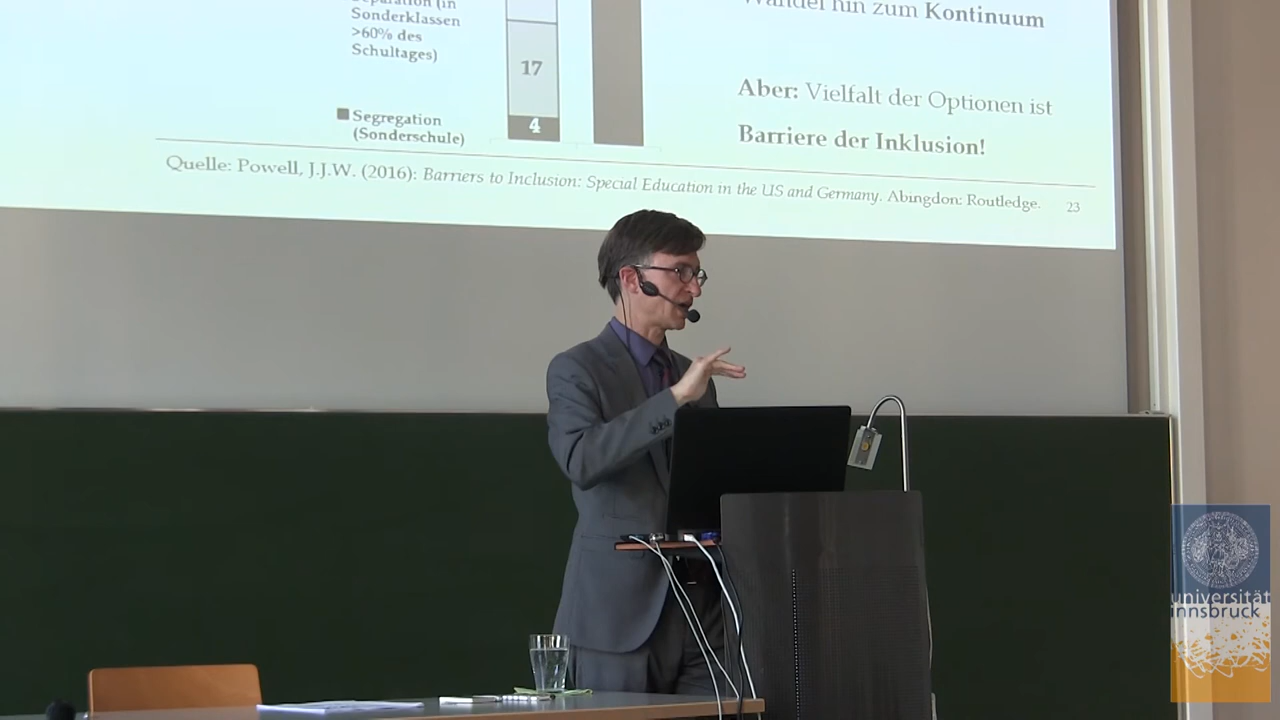 Separation (in
Sonderklassen
>60% des
Schultages)
17
Segregation
(Sonderschule)
4
Wandel hin zum Kontinuum
Aber: Vielfalt der Optionen ist
Barriere der Inklusion!
Quelle: Powell, J.J.W. (2016): Barriers to Inclusion: Special Education in the US and Germany. Abingdon: Routledge.
23
universität
innsbruck